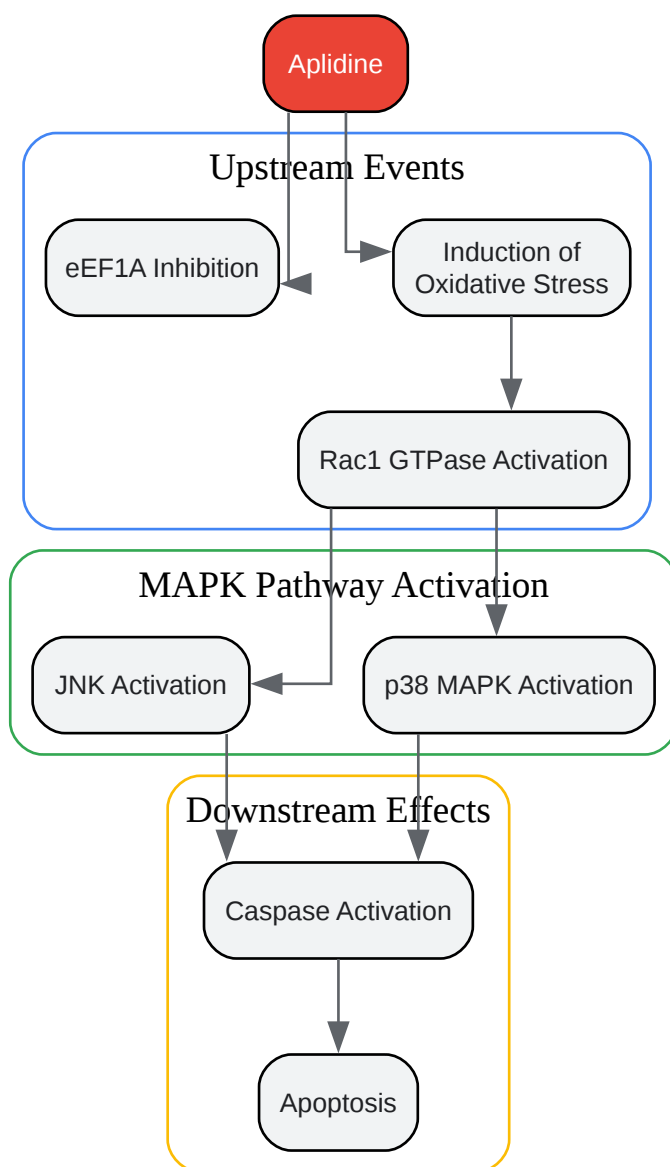 Aplidine
Upstream Events
eEF1A Inhibition
Induction of
Oxidative Stress
Rac1 GTPase Activation
MAPK Pathway Activation
JNK Activation
p38 MAPK Activation
Downstream Effects
Caspase Activation
Apoptosis